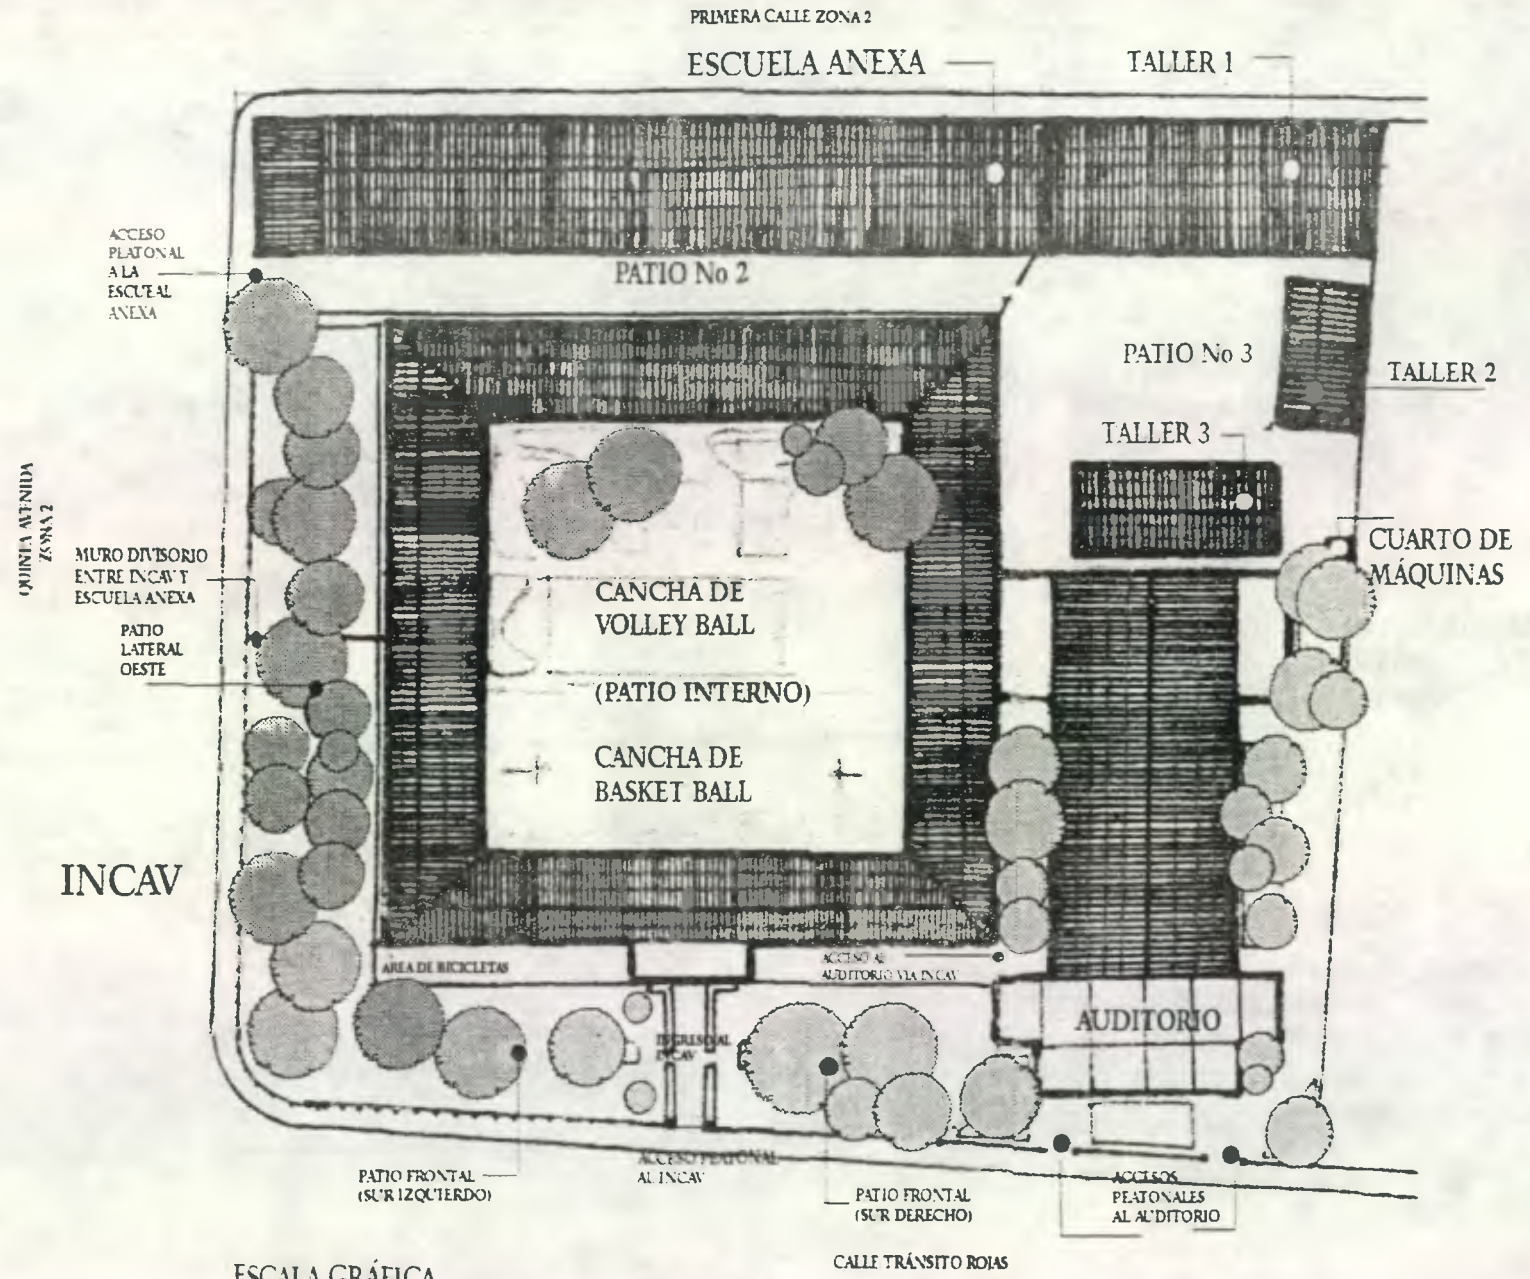 PRIMERA CALLE ZONA 2
ESCUELA ANEXA
TALLER 1
ACCESO
PEATONAL
A LA
ESCUEAL
ANEXA
PATIO No 2
PATIO No 3
TALLER 2
TALLER 3
QUINTA AVENIDA
ZONA 2
MURO DIVISORIO
ENTRE INCAV Y
ESCUELA ANEXA
CUARTO DE
MÁQUINAS
CANCHA DE
VOLLEY BALL
PATIO
LATERAL
OESTE
(PATIO INTERNO)
CANCHA DE
BASKET BALL
INCAV
AREA DE BICICLETAS
ACCESO AL
AUDITORIO VIA INCAV
AUDITORIO
INGRESO AL
INCAV
ACCESO PEATONAL
AL INCAV
PATIO FRONTAL
(SUR IZQUIERDO)
PATIO FRONTAL
(SUR DERECHO)
ACCESOS
PEATONALES
AL AUDITORIO
CALLE TRÁNSITO ROJAS
ESCALA GRÁFICA